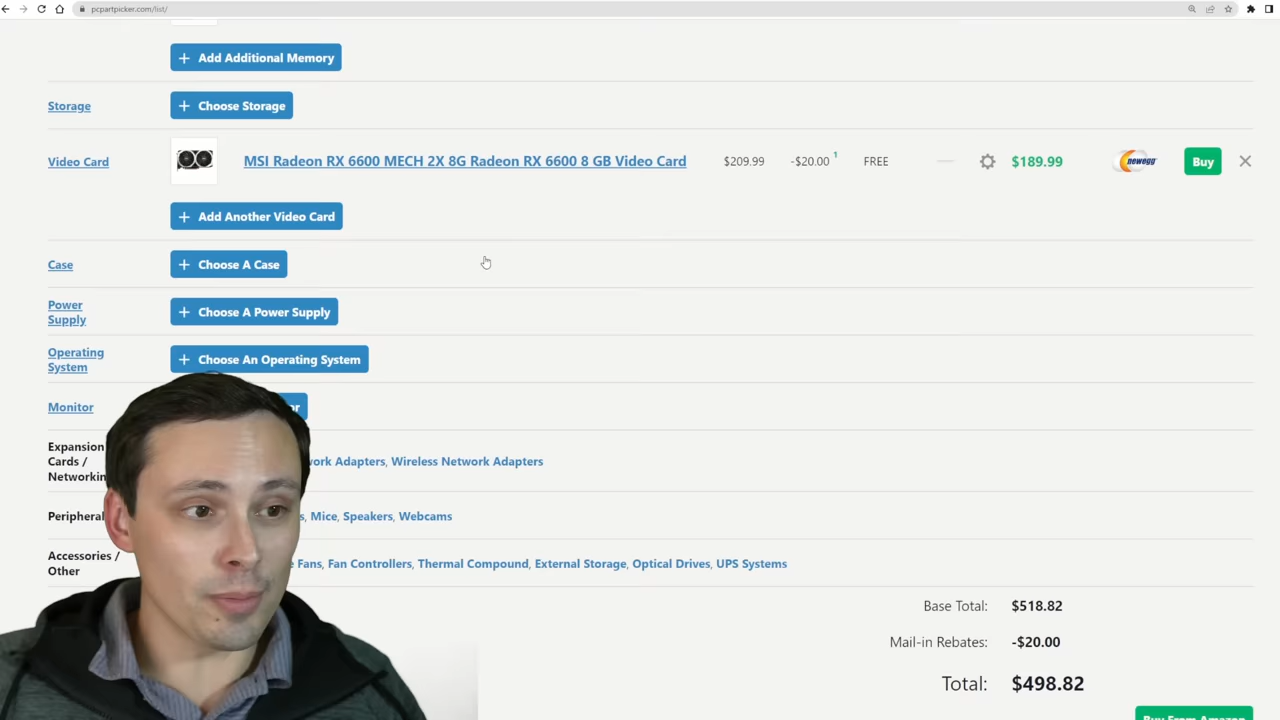 pcpartpicker.com/list/
Add Additional Memory
Storage
Choose Storage
Video Card
MSI Radeon RX 6600 MECH 2X 8G Radeon RX 6600 8 GB Video Card
$209.99
-$20.00 1
FREE
$189.99
newegg
Buy
Add Another Video Card
Case
Choose A Case
Power
Supply
Choose A Power Supply
Operating
System
Choose An Operating System
Monitor
Expansion
Cards /
work Adapters, Wireless Network Adapters
Networkin
Peripheral
s, Mice, Speakers, Webcams
Accessories /
Other
e Fans, Fan Controllers, Thermal Compound, External Storage, Optical Drives, UPS Systems
Base Total:
$518.82
Mail-in Rebates:
-$20.00
Total:
$498.82
Buy From Amazon